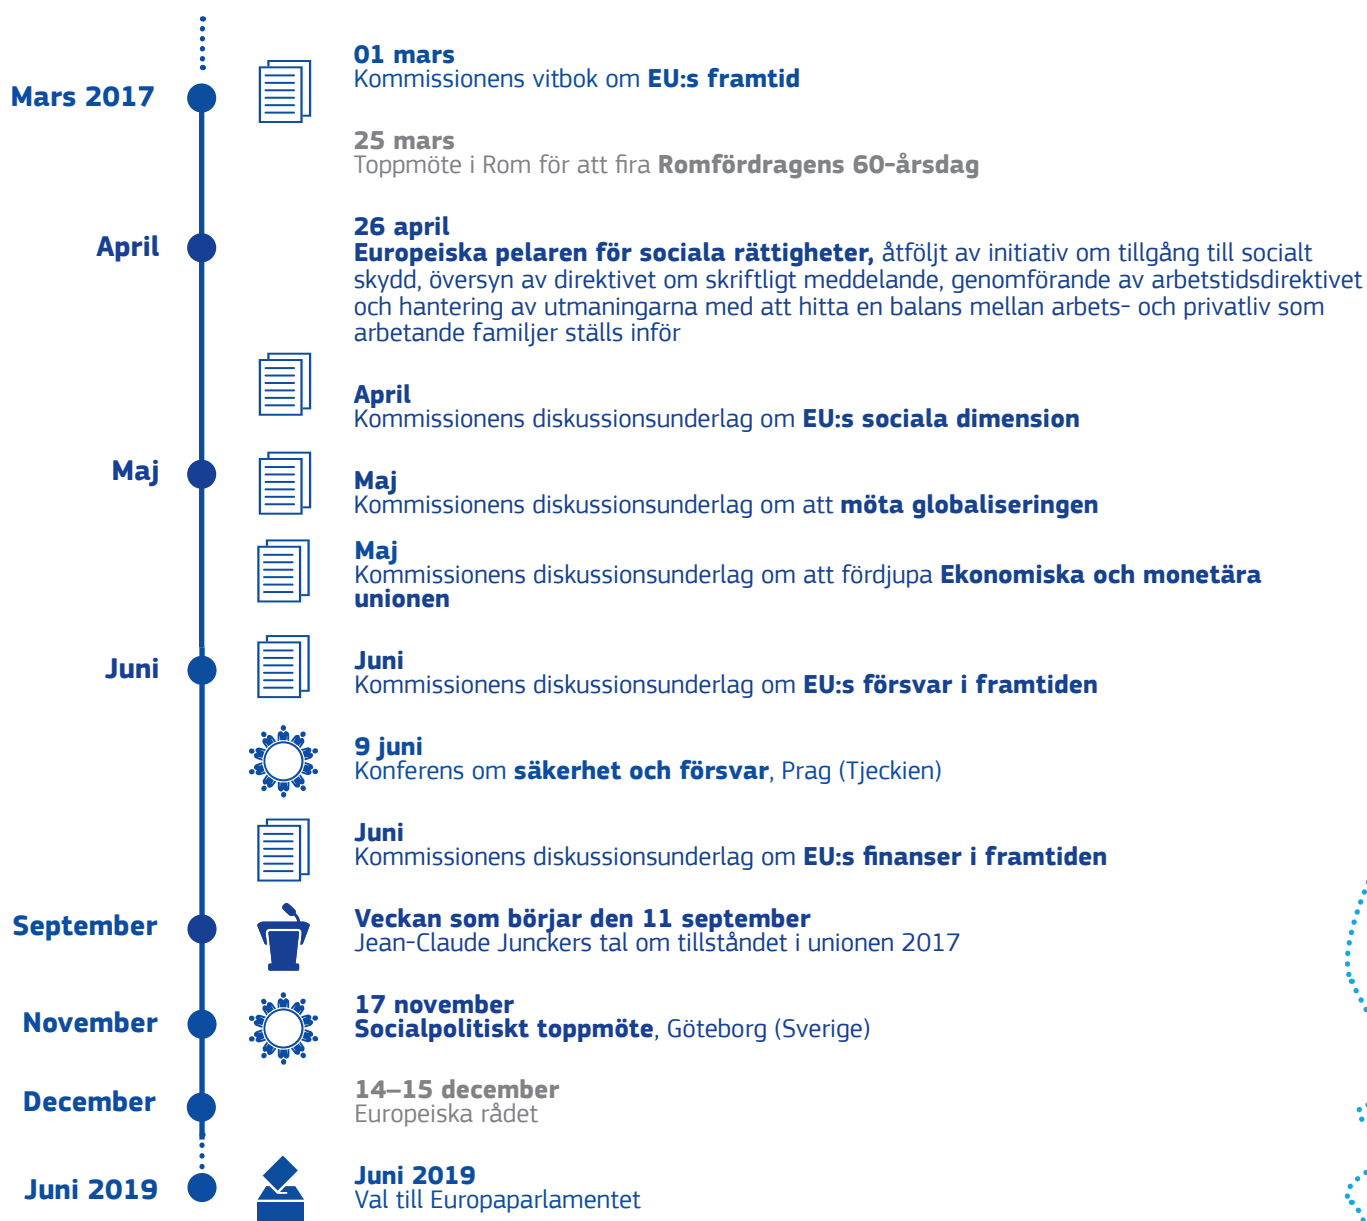 Mars 2017
01 mars
Kommissionens vitbok om EU:s framtid
25 mars
Toppmöte i Rom för att fira Romfördragens 60-årsdag
April
26 april
Europeiska pelaren för sociala rättigheter, åtföljt av initiativ om tillgång till socialt
skydd, översyn av direktivet om skriftligt meddelande, genomförande av arbetstidsdirektivet
och hantering av utmaningarna med att hitta en balans mellan arbets- och privatliv som
arbetande familjer ställs inför
April
Kommissionens diskussionsunderlag om EU:s sociala dimension
Maj
Maj
Kommissionens diskussionsunderlag om att möta globaliseringen
Maj
Kommissionens diskussionsunderlag om att fördjupa Ekonomiska och monetära
unionen
Juni
Juni
Kommissionens diskussionsunderlag om EU:s försvar i framtiden
9 juni
Konferens om säkerhet och försvar, Prag (Tjeckien)
Juni
Kommissionens diskussionsunderlag om EU:s finanser i framtiden
September
Veckan som börjar den 11 september
Jean-Claude Junckers tal om tillståndet i unionen 2017
November
17 november
Socialpolitiskt toppmöte, Göteborg (Sverige)
December
14–15 december
Europeiska rådet
Juni 2019
Juni 2019
Val till Europaparlamentet